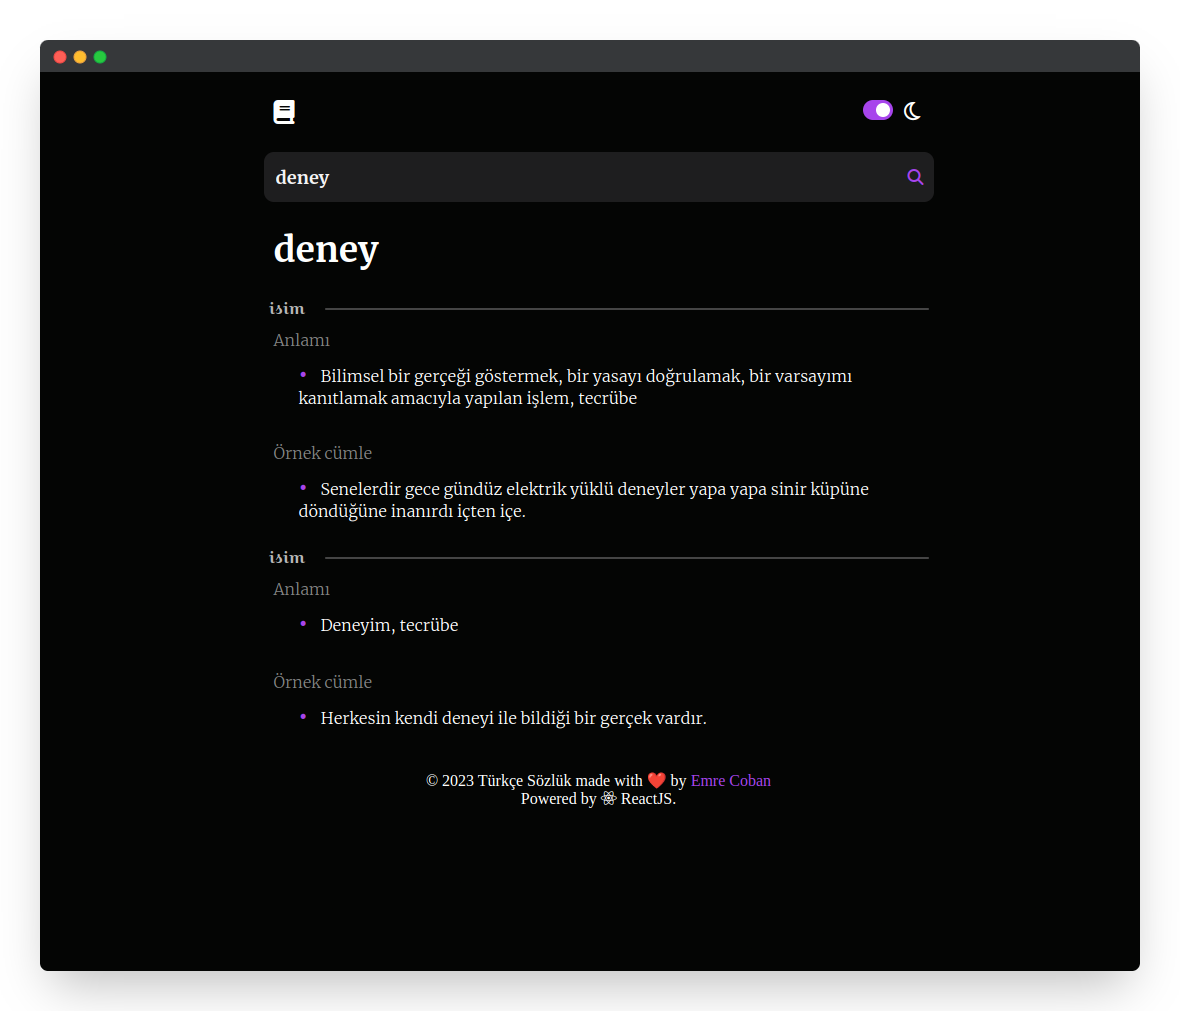 deney
deney
isim
Anlamı
• Bilimsel bir gerçeği göstermek, bir yasayı doğrulamak, bir varsayımı
kanıtlamak amacıyla yapılan işlem, tecrübe
Örnek cümle
• Senelerdir gece gündüz elektrik yüklü deneyler yapa yapa sinir küpüne
döndüğüne inanırdı içten içe.
isim
Anlamı
• Deneyim, tecrübe
Örnek cümle
• Herkesin kendi deneyi ile bildiği bir gerçek vardır.
© 2023 Türkçe Sözlük made with ❤️ by Emre Coban
Powered by ReactJS.